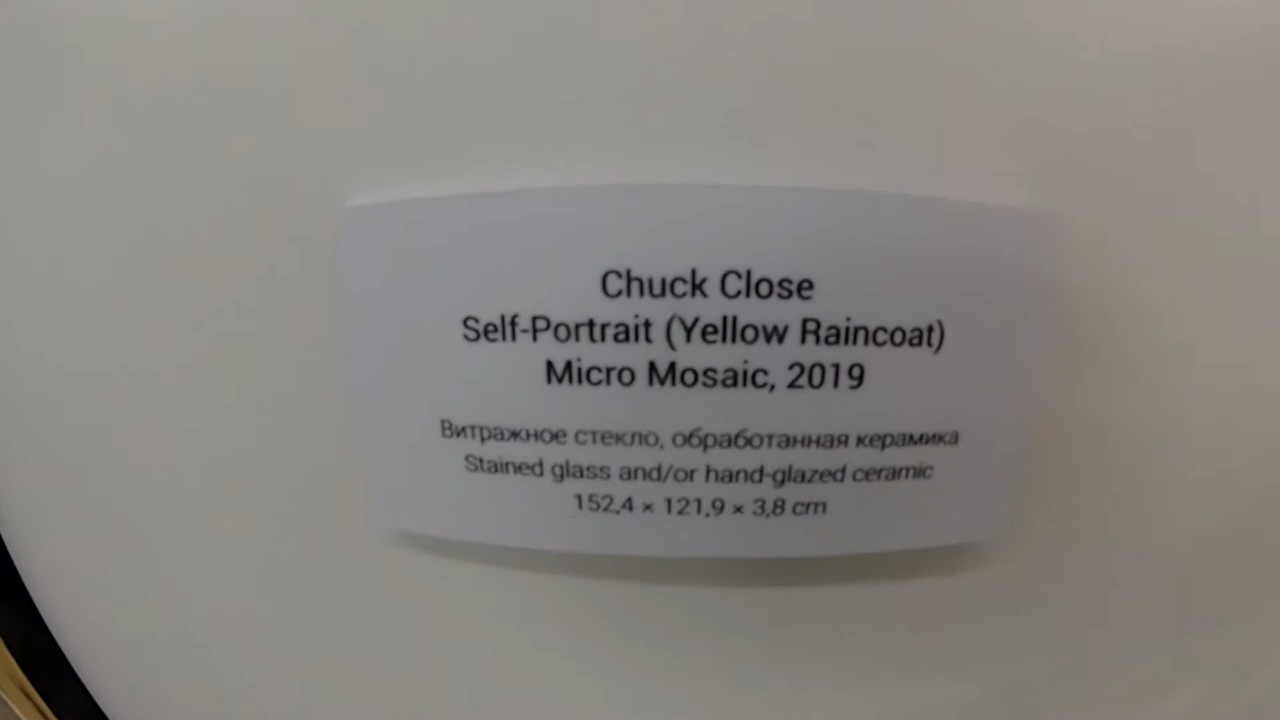 Chuck Close
Self-Portrait (Yellow Raincoat)
Micro Mosaic, 2019
Витражное стекло, обработанная керамика
Stained glass and/or hand-glazed ceramic
152,4 × 121,9 × 3,8 cm